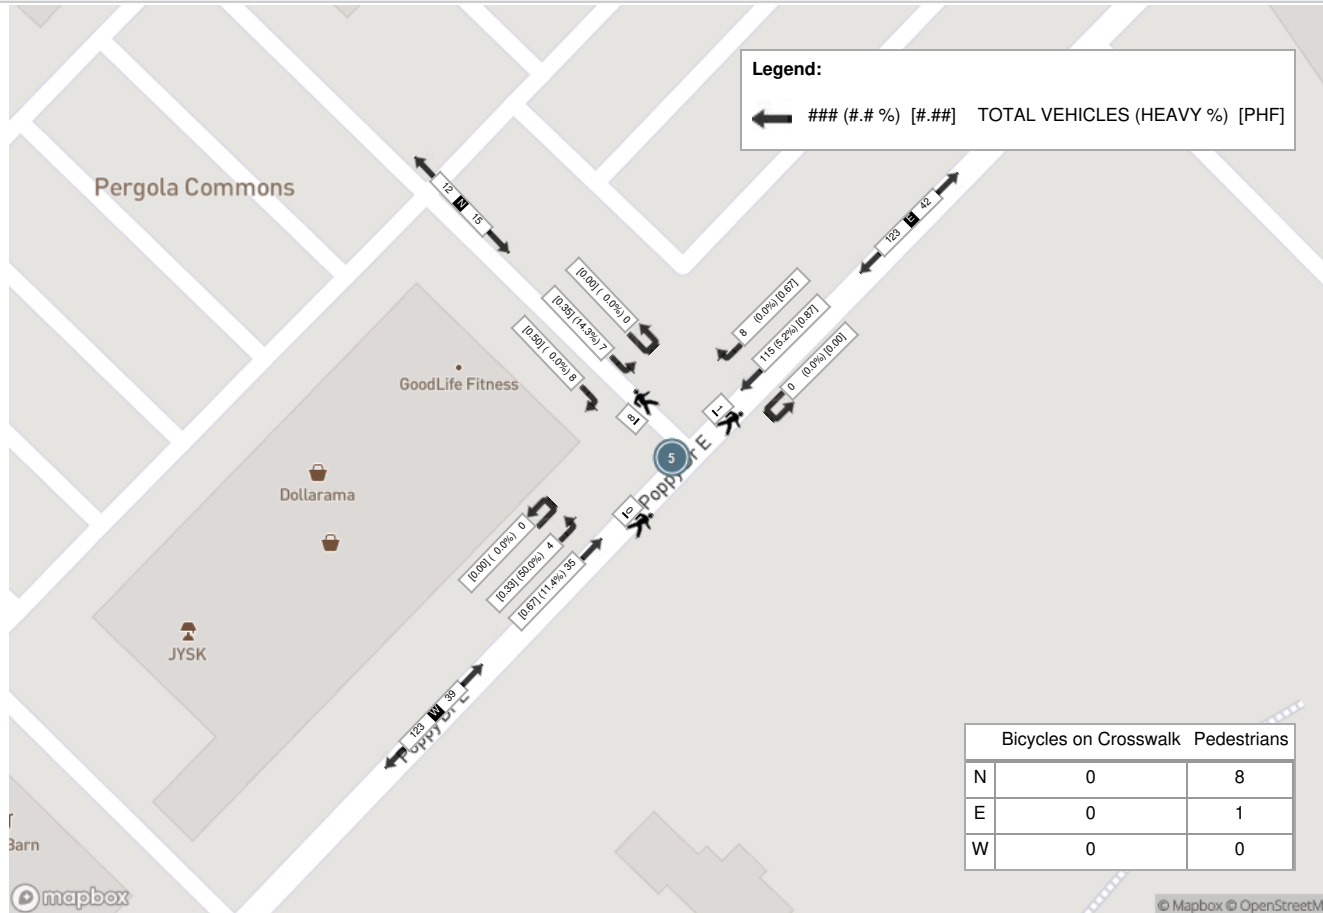 Legend:
### (#.# %) [#.##] TOTAL VEHICLES (HEAVY %) [PHF]
Pergola Commons
12 N 15
123 E 42
[0.00] ( 0.0%) 0
[0.35] (14.3%) 7
[0.50] ( 0.0%) 8
8 (0.0%) [0.67]
115 (5.2%) [0.87]
0 (0.0%) [0.00]
GoodLife Fitness
8
1
5
Poppy Dr E
0
Dollarama
[0.00] ( 0.0%) 0
[0.33] (50.0%) 4
[0.67] (11.4%) 35
JYSK
123 W 39
Poppy Dr E
Bicycles on Crosswalk Pedestrians
N 0 8
E 0 1
W 0 0
Barn
mapbox
© Mapbox © OpenStreetM